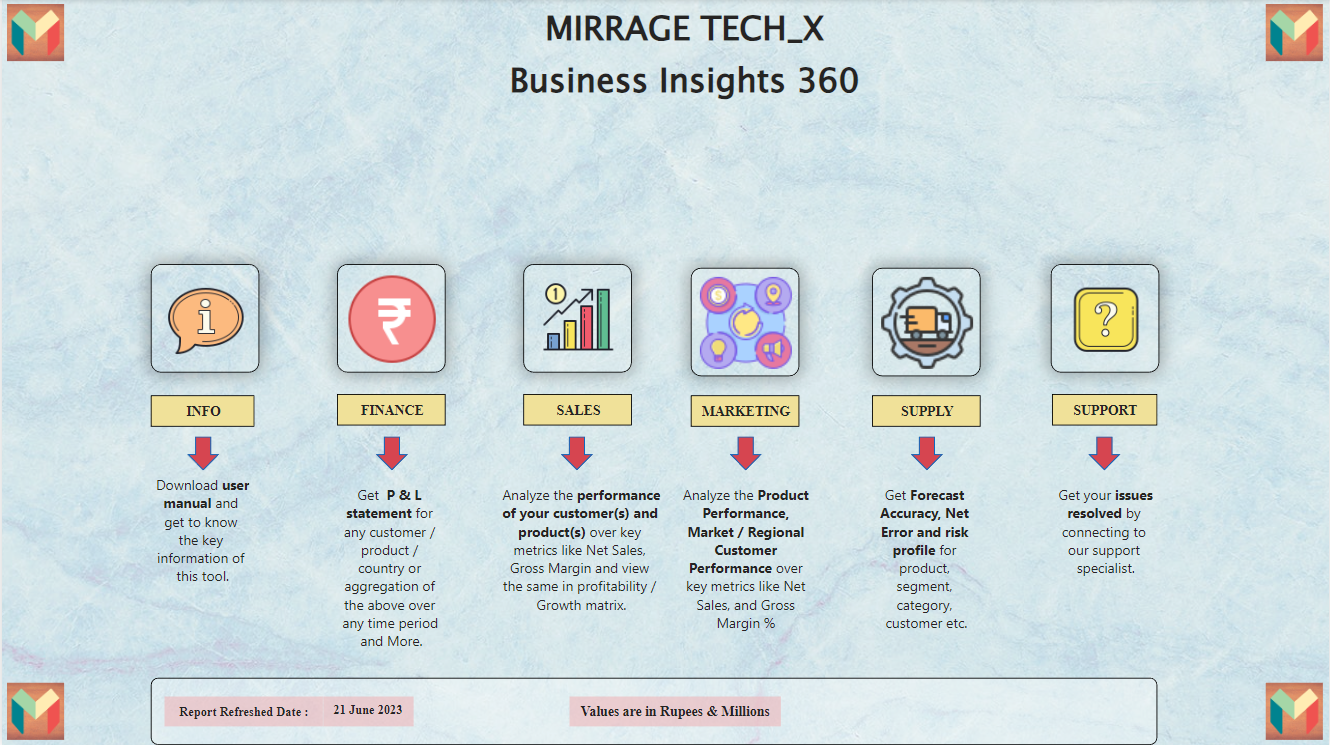 MIRRAGE TECH_X
Business Insights 360
i
₹
1
$
?
INFO
FINANCE
SALES
MARKETING
SUPPLY
SUPPORT
Download user
manual and
get to know
the key
information of
this tool.
Get P & L
statement for
any customer /
product /
country or
aggregation of
the above over
any time period
and More.
Analyze the performance
of your customer(s) and
product(s) over key
metrics like Net Sales,
Gross Margin and view
the same in profitability /
Growth matrix.
Analyze the Product
Performance,
Market / Regional
Customer
Performance over
key metrics like Net
Sales, and Gross
Margin %
Get Forecast
Accuracy, Net
Error and risk
profile for
product,
segment,
category,
customer etc.
Get your issues
resolved by
connecting to
our support
specialist.
Report Refreshed Date : 21 June 2023
Values are in Rupees & Millions